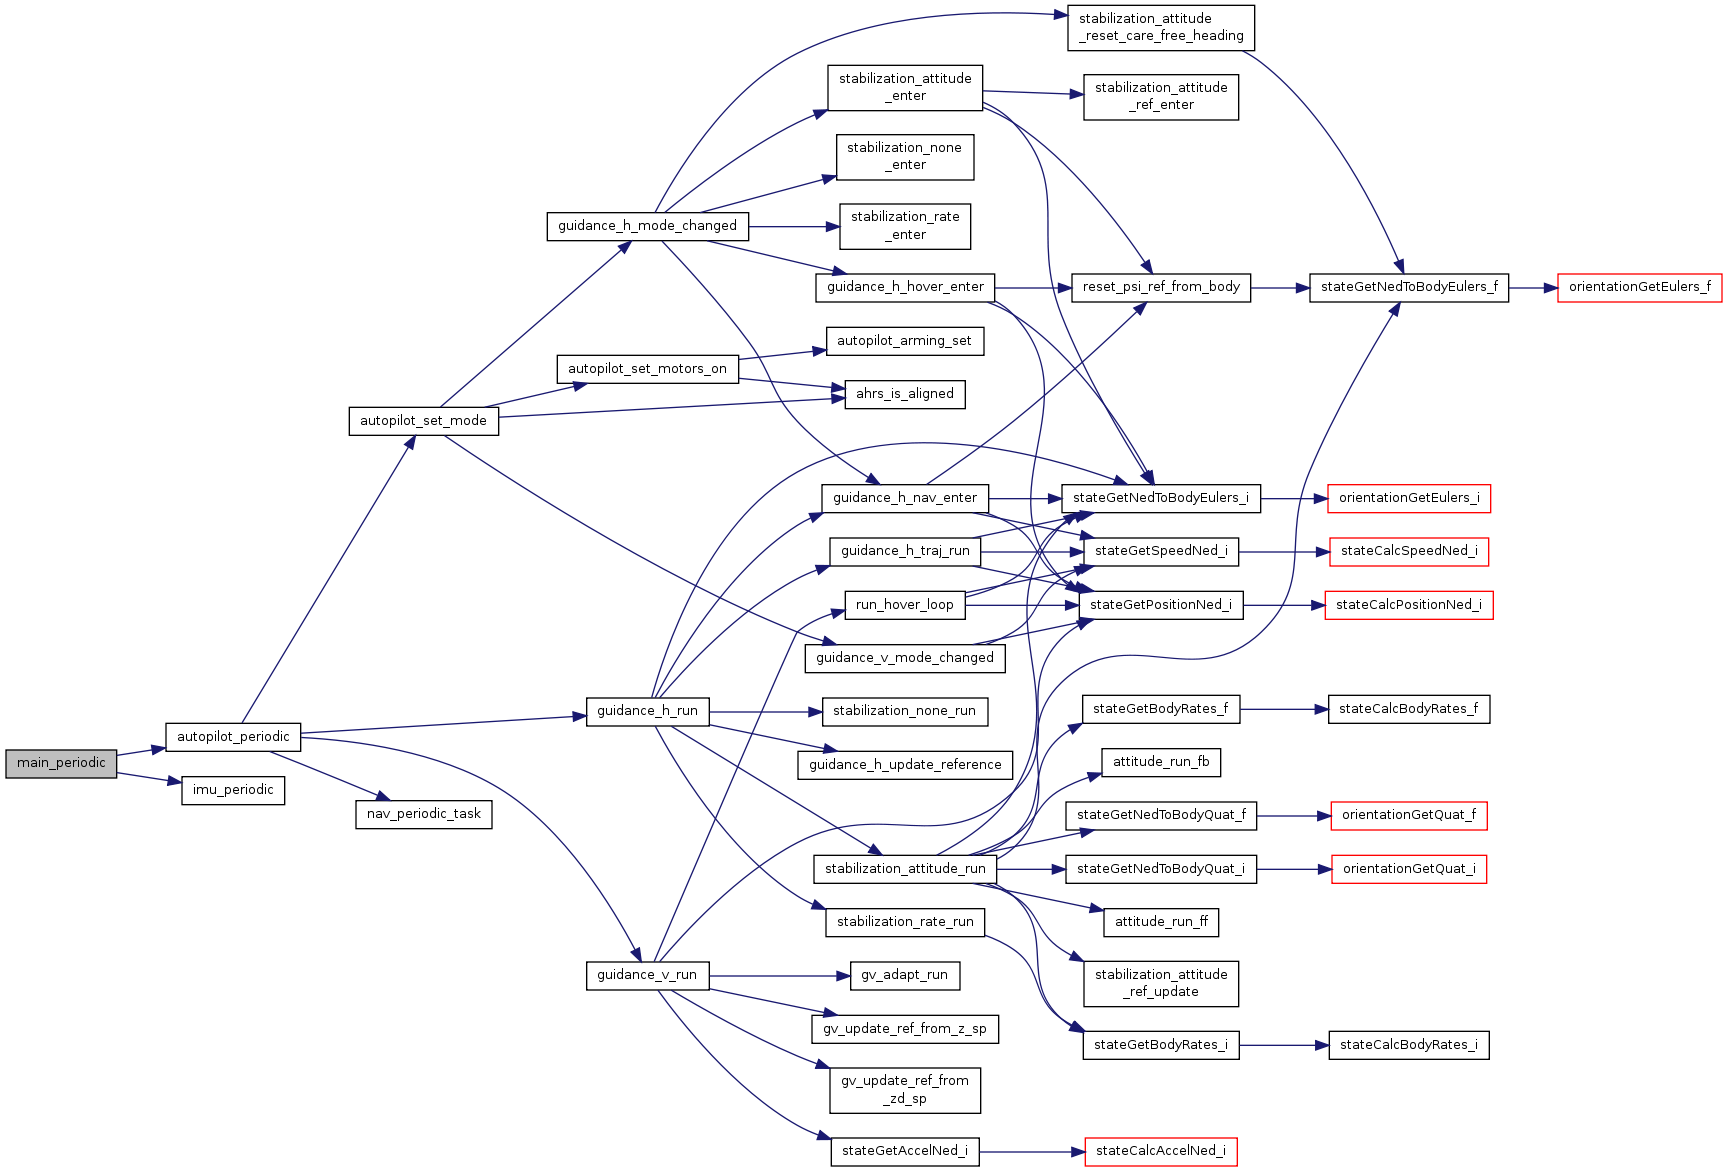 main_periodic
autopilot_periodic
imu_periodic
autopilot_set_mode
nav_periodic_task
guidance_h_mode_changed
autopilot_set_motors_on
guidance_h_run
guidance_v_run
stabilization_attitude
_enter
stabilization_none
_enter
stabilization_rate
_enter
guidance_h_hover_enter
autopilot_arming_set
ahrs_is_aligned
guidance_h_nav_enter
guidance_h_traj_run
run_hover_loop
guidance_v_mode_changed
stabilization_none_run
guidance_h_update_reference
stabilization_attitude_run
stabilization_rate_run
gv_adapt_run
gv_update_ref_from_z_sp
gv_update_ref_from
_zd_sp
stateGetAccelNed_i
stabilization_attitude
_reset_care_free_heading
stabilization_attitude
_ref_enter
reset_psi_ref_from_body
stateGetNedToBodyEulers_i
stateGetSpeedNed_i
stateGetPositionNed_i
stateGetBodyRates_f
attitude_run_fb
stateGetNedToBodyQuat_f
stateGetNedToBodyQuat_i
attitude_run_ff
stabilization_attitude
_ref_update
stateGetBodyRates_i
stateCalcAccelNed_i
stateGetNedToBodyEulers_f
orientationGetEulers_i
stateCalcSpeedNed_i
stateCalcPositionNed_i
stateCalcBodyRates_f
orientationGetQuat_f
orientationGetQuat_i
stateCalcBodyRates_i
orientationGetEulers_f